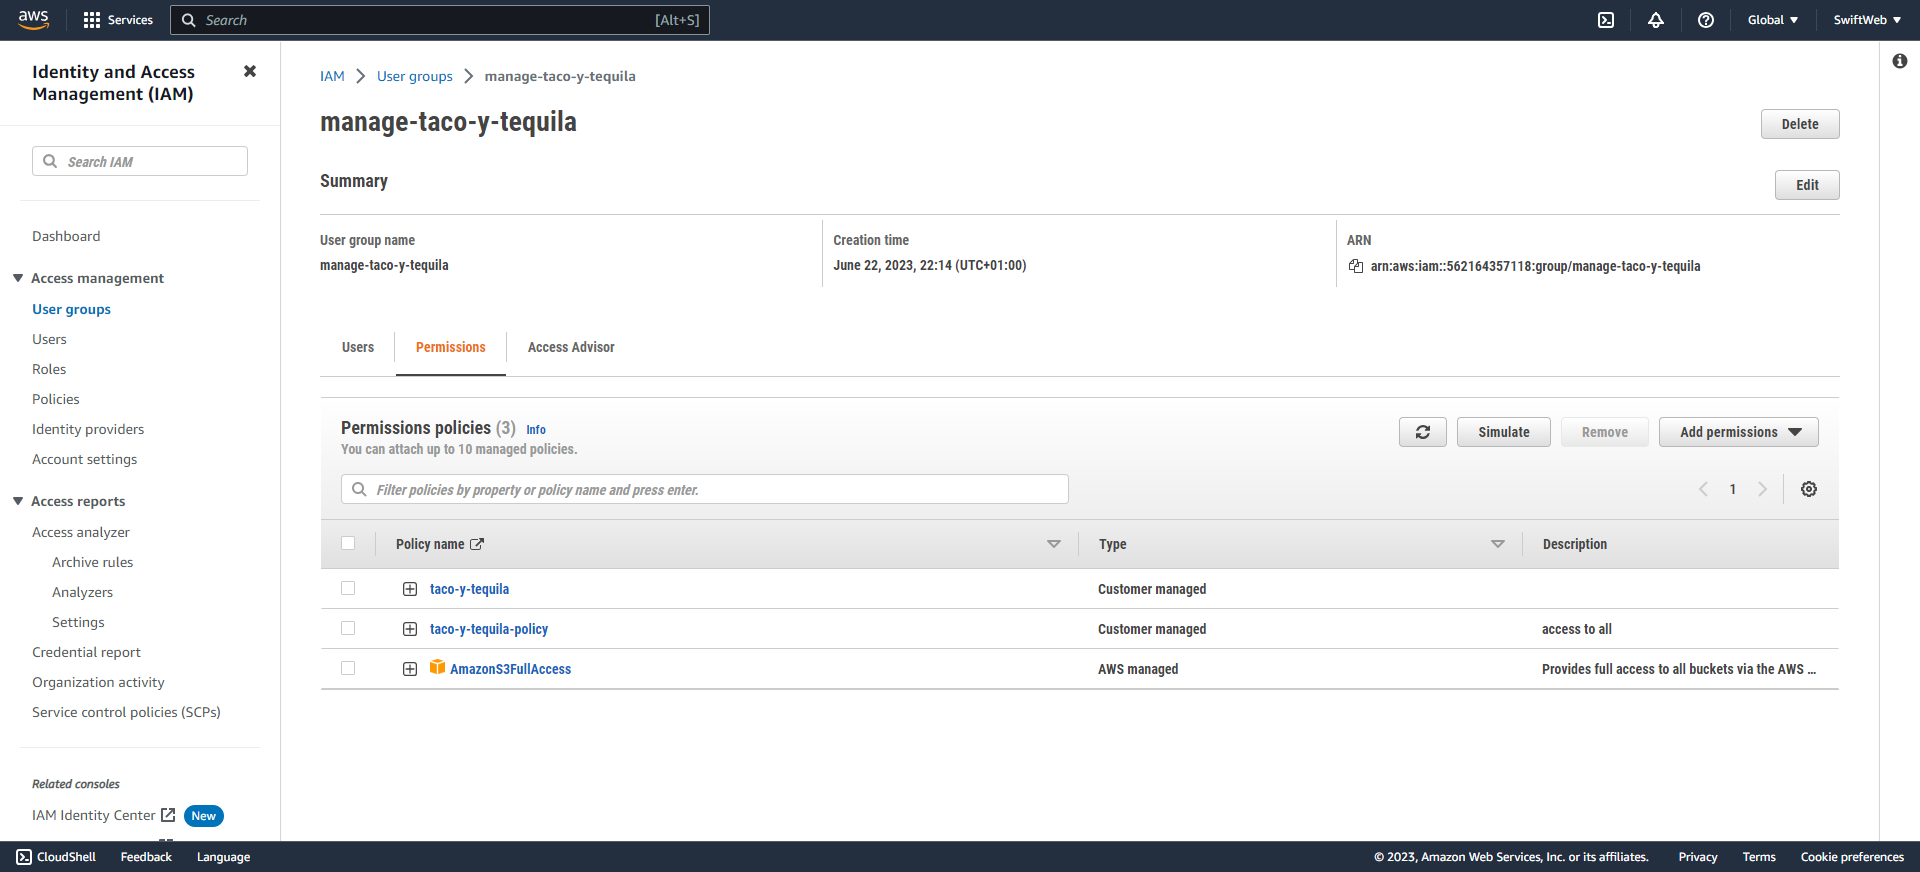 aws
Services
Search
[Alt+S]
Global
SwiftWeb
Identity and Access
Management (IAM)
Search IAM
Dashboard
Access management
User groups
Users
Roles
Policies
Identity providers
Account settings
Access reports
Access analyzer
Archive rules
Analyzers
Settings
Credential report
Organization activity
Service control policies (SCPs)
Related consoles
IAM Identity Center New
IAM > User groups > manage-taco-y-tequila
manage-taco-y-tequila
Delete
Summary
Edit
User group name
manage-taco-y-tequila
Creation time
June 22, 2023, 22:14 (UTC+01:00)
ARN
arn:aws:iam::562164357118:group/manage-taco-y-tequila
Users
Permissions
Access Advisor
Permissions policies (3) Info
You can attach up to 10 managed policies.
Simulate
Remove
Add permissions
Filter policies by property or policy name and press enter.
1
Policy name
Type
Description
taco-y-tequila
Customer managed
taco-y-tequila-policy
Customer managed
access to all
AmazonS3FullAccess
AWS managed
Provides full access to all buckets via the AWS ...
CloudShell
Feedback
Language
© 2023, Amazon Web Services, Inc. or its affiliates.
Privacy
Terms
Cookie preferences